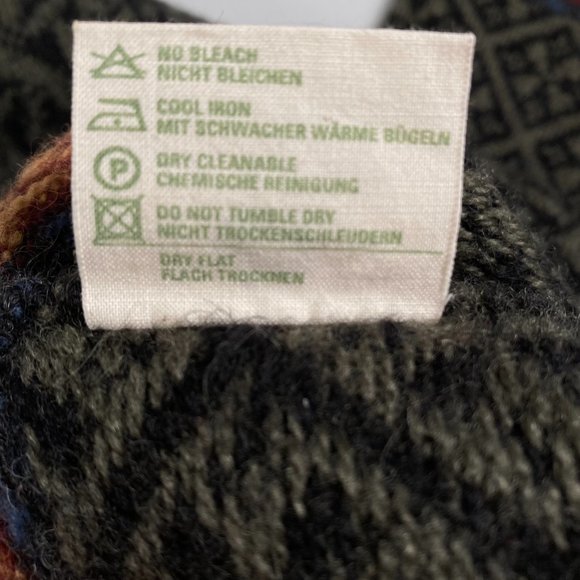 NO BLEACH
NICHT BLEICHEN
COOL IRON
MIT SCHWACHER WÄRME BÜGELN
P DRY CLEANABLE
CHEMISCHE REINIGUNG
DO NOT TUMBLE DRY
NICHT TROCKENSCHLEUDERN
DRY FLAT
FLACH TROCKNEN